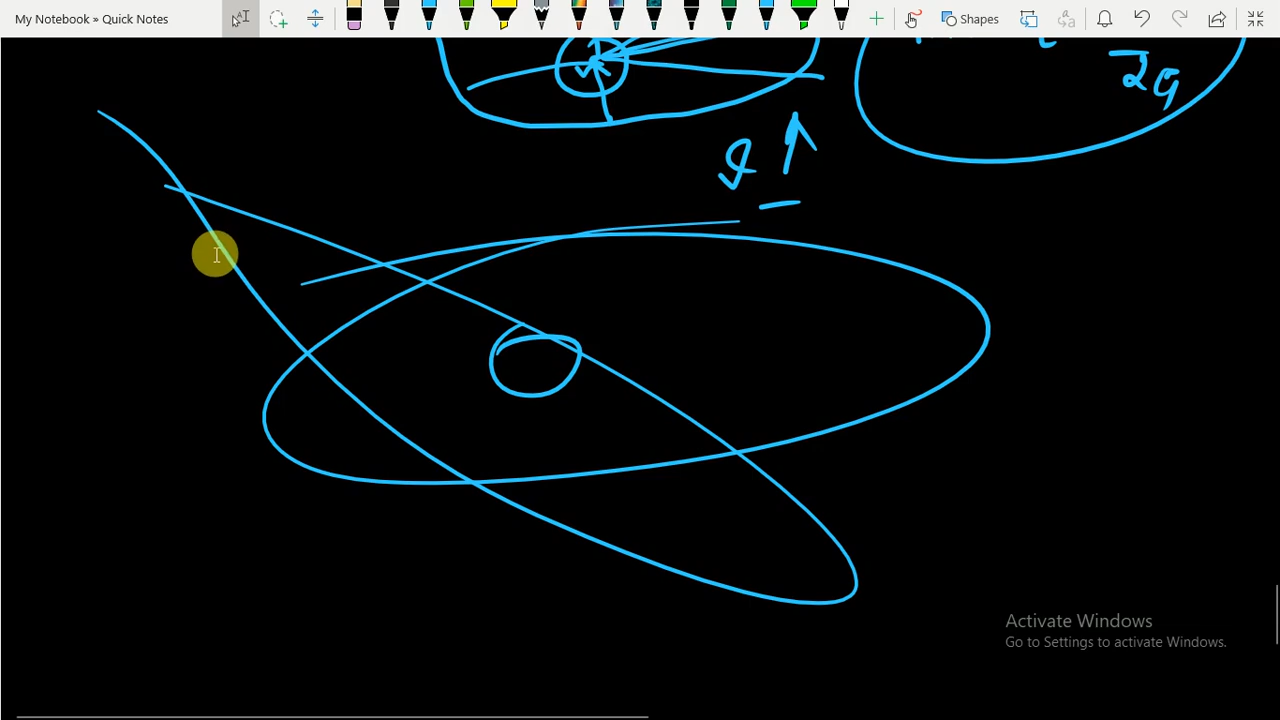 My Notebook » Quick Notes
Shapes
2g
Activate Windows
Go to Settings to activate Windows.